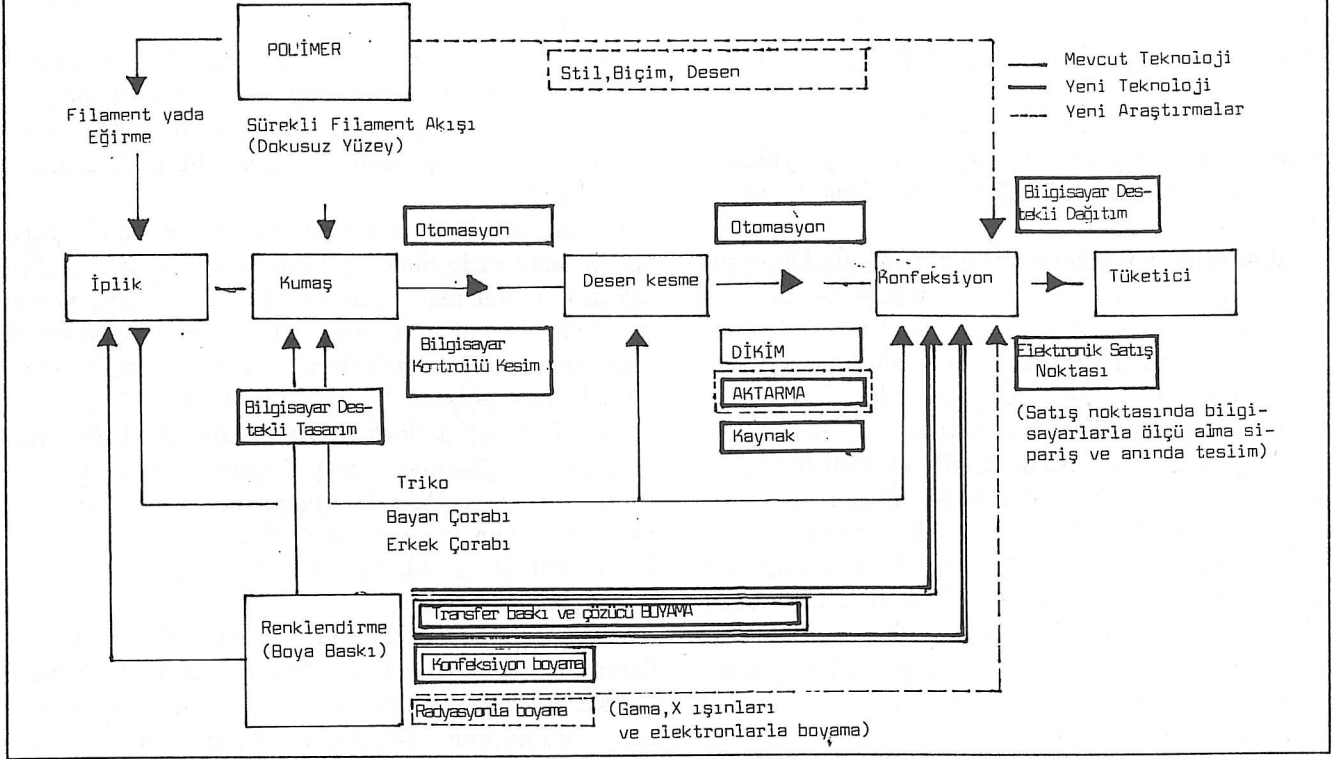 POLİMER
Stil,Biçim, Desen
Mevcut Teknoloji
Yeni Teknoloji
Yeni Araştırmalar
Filament yada
Eğirme
Sürekli Filament Akışı
(Dokusuz Yüzey)
Otomasyon
Otomasyon
Bilgisayar Des-
tekli Dağıtım
İplik
Kumaş
Desen kesme
Konfeksiyon
Tüketici
Bilgisayar
Kontrollü Kesim
DİKİM
AKTARMA
Kaynak
Elektronik Satış
Noktası
(Satış noktasında bilgi-
sayarlarla ölçü alma si-
pariş ve anında teslim)
Bilgisayar Des-
tekli Tasarım
Triko
Bayan Çorabı
Erkek Çorabı
Renklendirme
(Boya Baskı)
Transfer baskı ve çözücü BOYAMA
Konfeksiyon boyama
Radyasyonla boyama
(Gama,X ışınları
ve elektronlarla boyama)